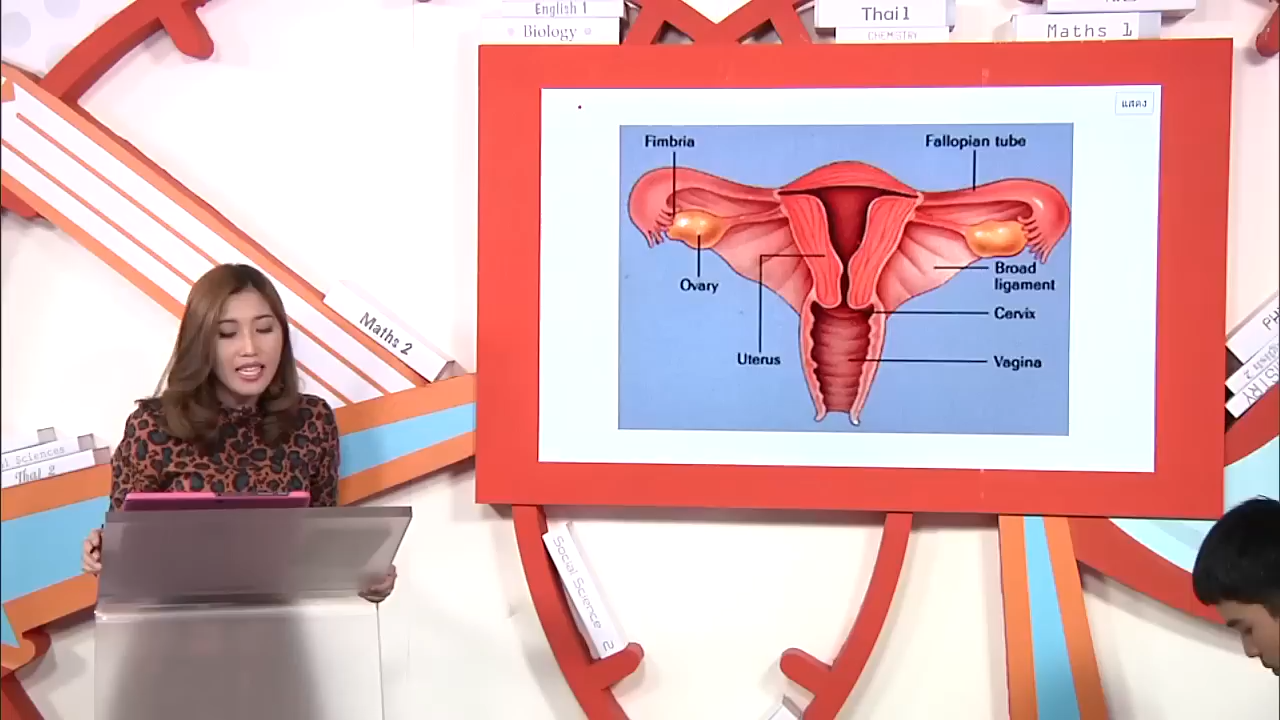 English 1
Biology
Thai 1
CHEMISTRY
Maths 1
แสดง
Fimbria
Fallopian tube
Ovary
Broad
ligament
Cervix
Uterus
Vagina
Maths 2
Thai 2
Social Science 2